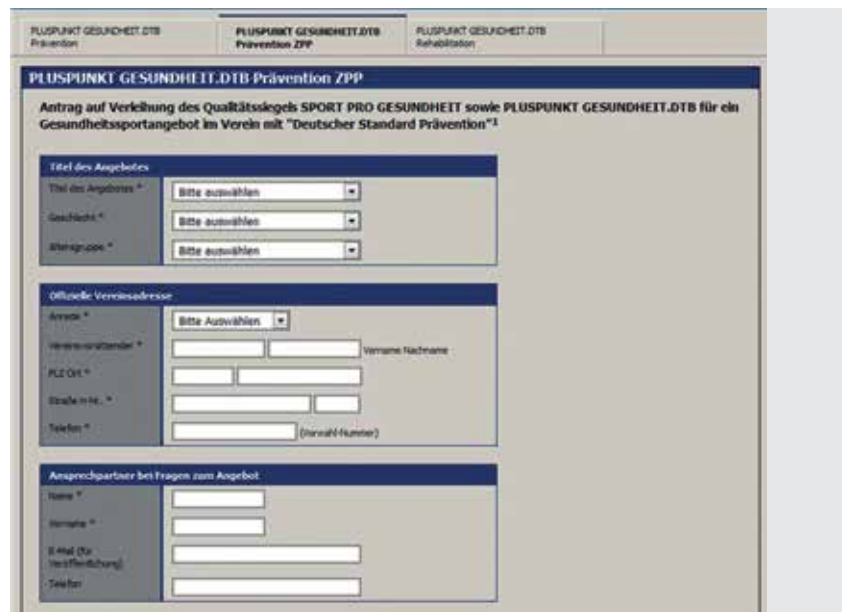 PLUSPUNKT GESUNDHEIT.DTB
Prävention
PLUSPUNKT GESUNDHEIT.DTB
Prävention ZPP
PLUSPUNKT GESUNDHEIT.DTB
Rehabilitation
PLUSPUNKT GESUNDHEIT.DTB Prävention ZPP
Antrag auf Verleihung des Qualitätssiegels SPORT PRO GESUNDHEIT sowie PLUSPUNKT GESUNDHEIT.DTB für ein
Gesundheitssportangebot im Verein mit "Deutscher Standard Prävention"¹
Titel des Angebotes
Titel des Angebotes *
Bitte auswählen
Geschlecht *
Bitte auswählen
Altersgruppe *
Bitte auswählen
Offizielle Vereinsadresse
Anrede *
Bitte Auswählen
Vereinsvorsitzender *
Vorname Nachname
PLZ Ort *
Straße + Nr. *
Telefon *
(Vorwahl-Nummer)
Ansprechpartner bei Fragen zum Angebot
Name *
Vorname *
E-Mail (für
Veröffentlichung)
Telefon